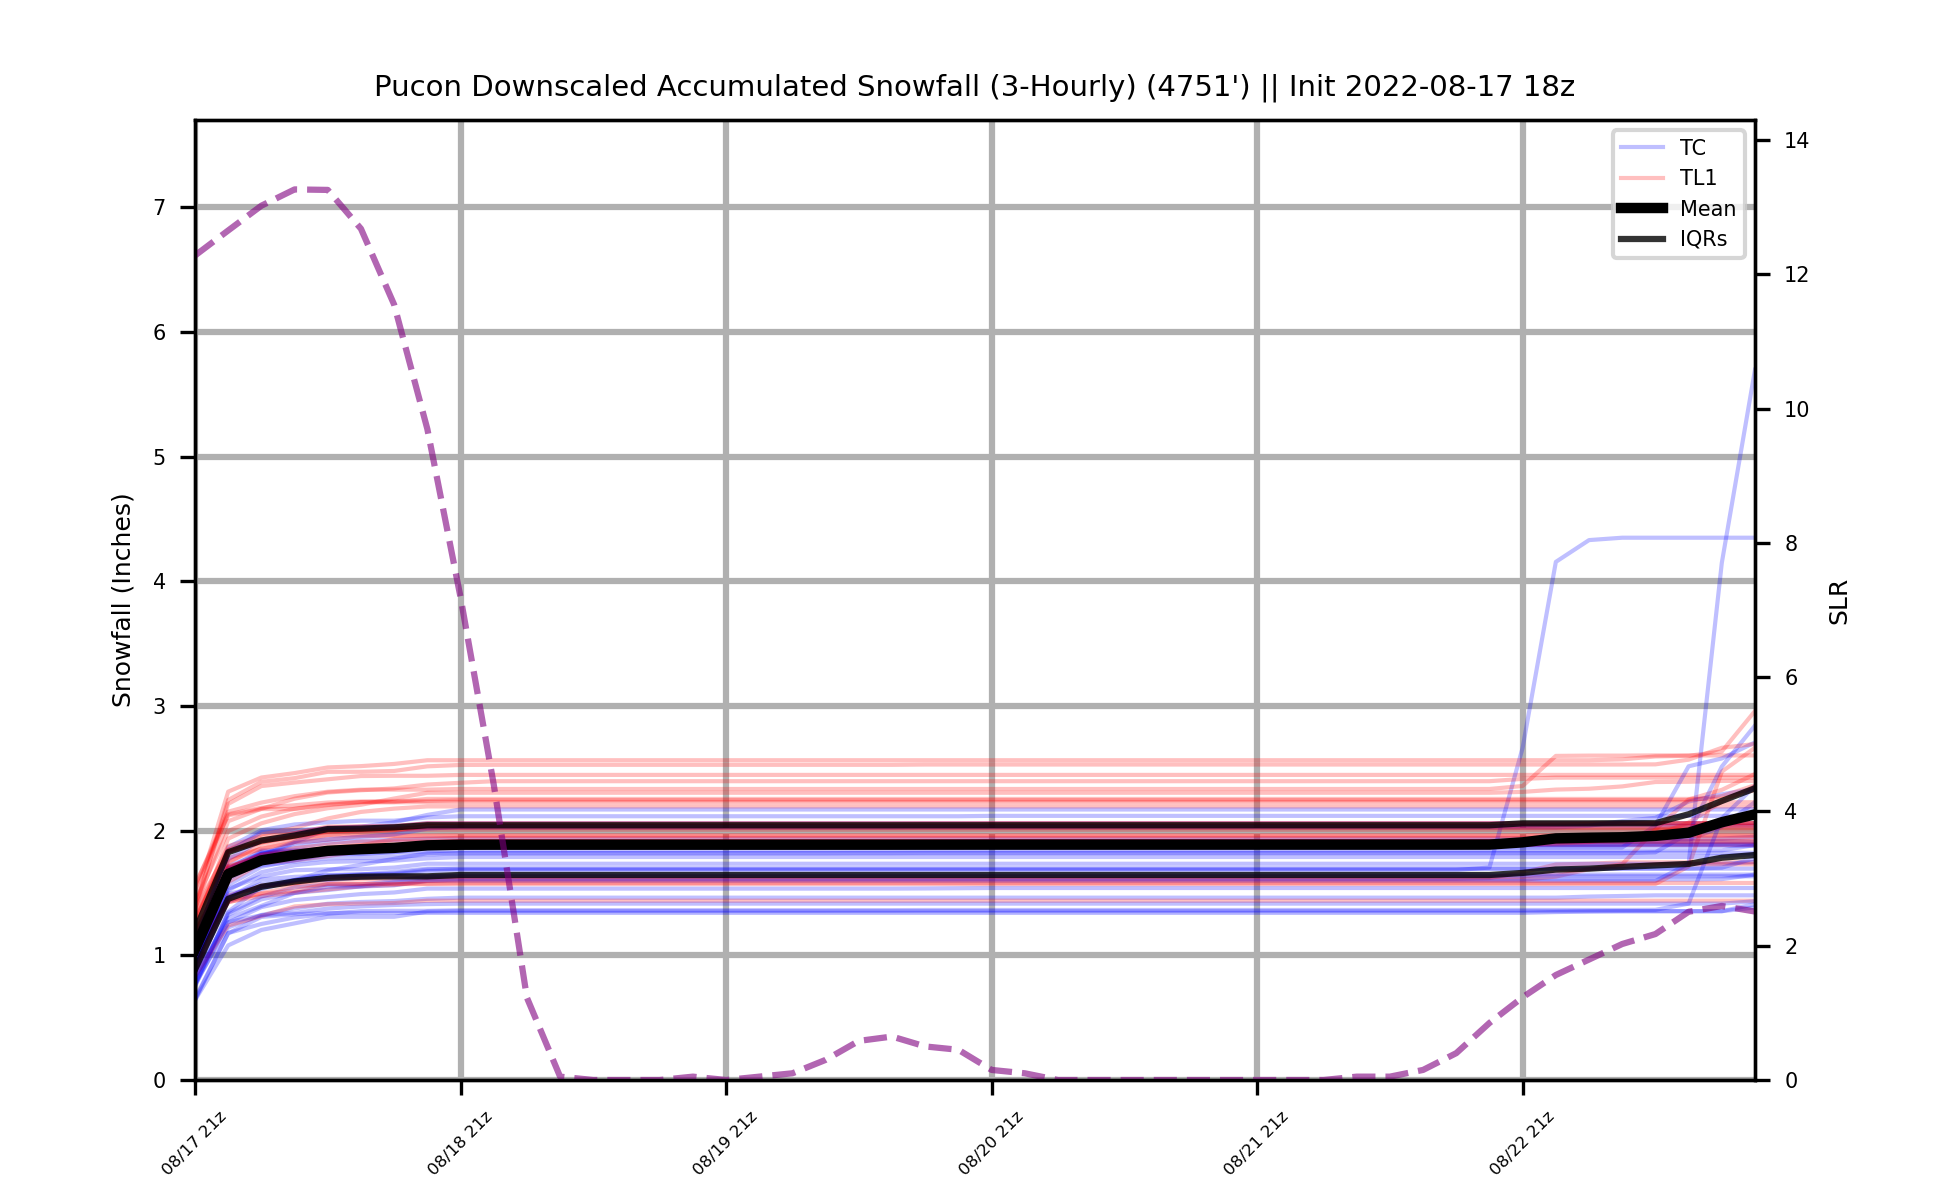 Pucon Downscaled Accumulated Snowfall (3-Hourly) (4751') || Init 2022-08-17 18z
TC
TL1
Mean
IQRs
Snowfall (Inches)
7
6
5
4
3
2
1
0
14
12
10
8
6
4
2
0
SLR
08/17 21z
08/18 21z
08/19 21z
08/20 21z
08/21 21z
08/22 21z